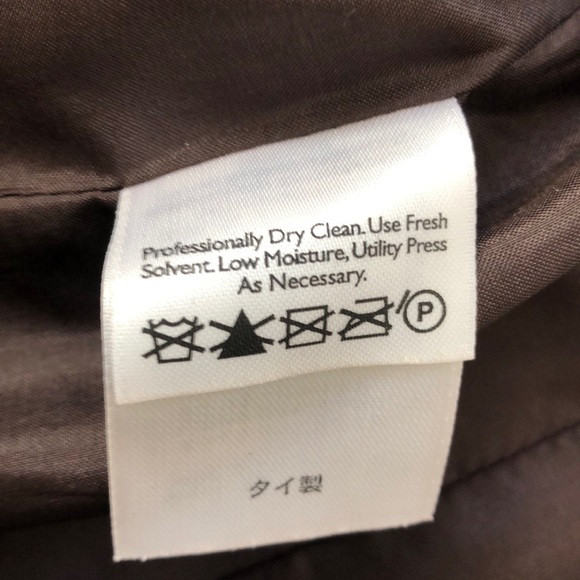 Professionally Dry Clean. Use Fresh
Solvent. Low Moisture, Utility Press
As Necessary.
P
タイ製